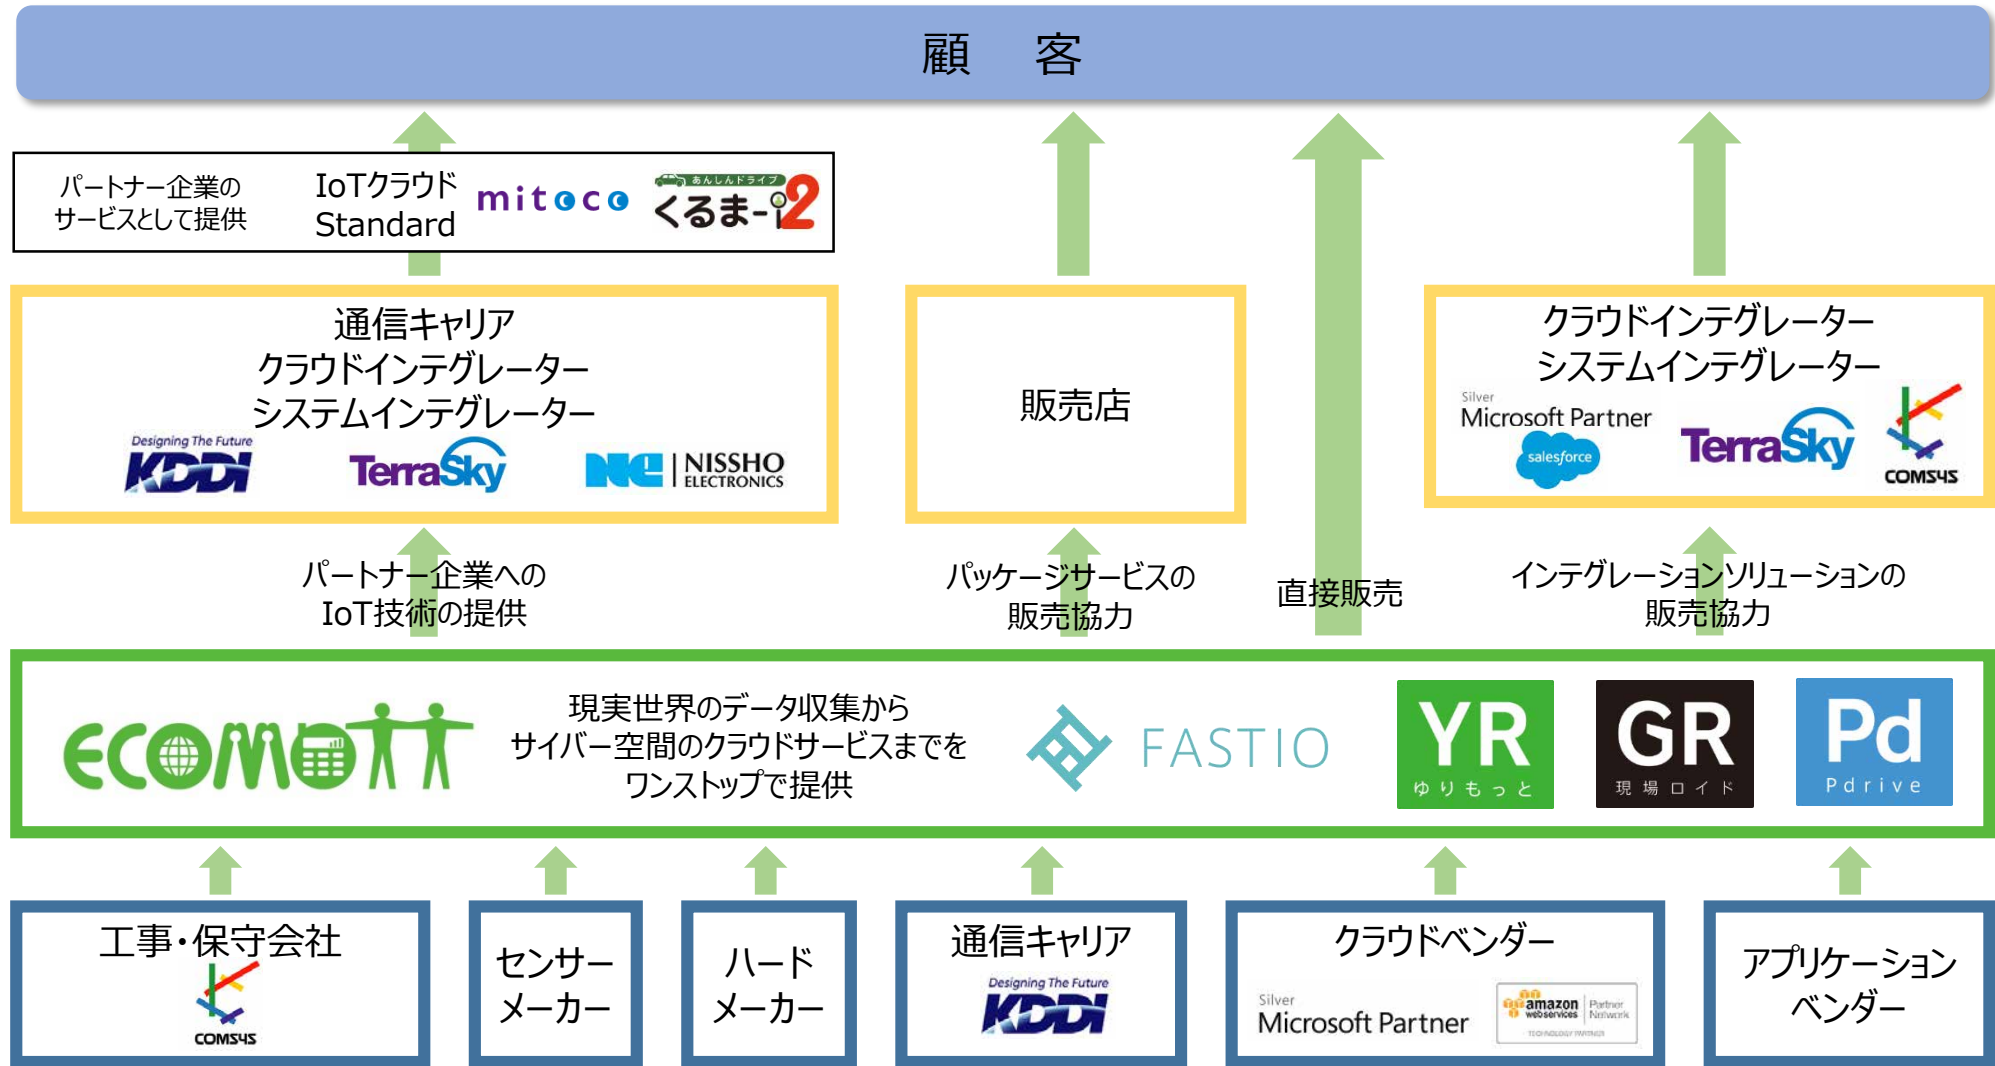 顧 客
パートナー企業の
サービスとして提供
IoTクラウド
Standard
mitoco
あんしんドライブ
くるまーi2
通信キャリア
クラウドインテグレーター
システムインテグレーター
Designing The Future
KDDI
TerraSky
Ne NISSHO
ELECTRONICS
販売店
クラウドインテグレーター
システムインテグレーター
Silver
Microsoft Partner
salesforce
TerraSky
COMSYS
パートナー企業への
IoT技術の提供
パッケージサービスの
販売協力
直接販売
インテグレーションソリューションの
販売協力
ECOMOTT
現実世界のデータ収集から
サイバー空間のクラウドサービスまでを
ワンストップで提供
FASTIO
YR
ゆりもっと
GR
現場ロイド
Pd
Pdrive
工事・保守会社
COMSYS
センサー
メーカー
ハード
メーカー
通信キャリア
Designing The Future
KDDI
クラウドベンダー
Silver
Microsoft Partner
amazon
webservices
Partner
Network
TECHNOLOGY PARTNER
アプリケーション
ベンダー